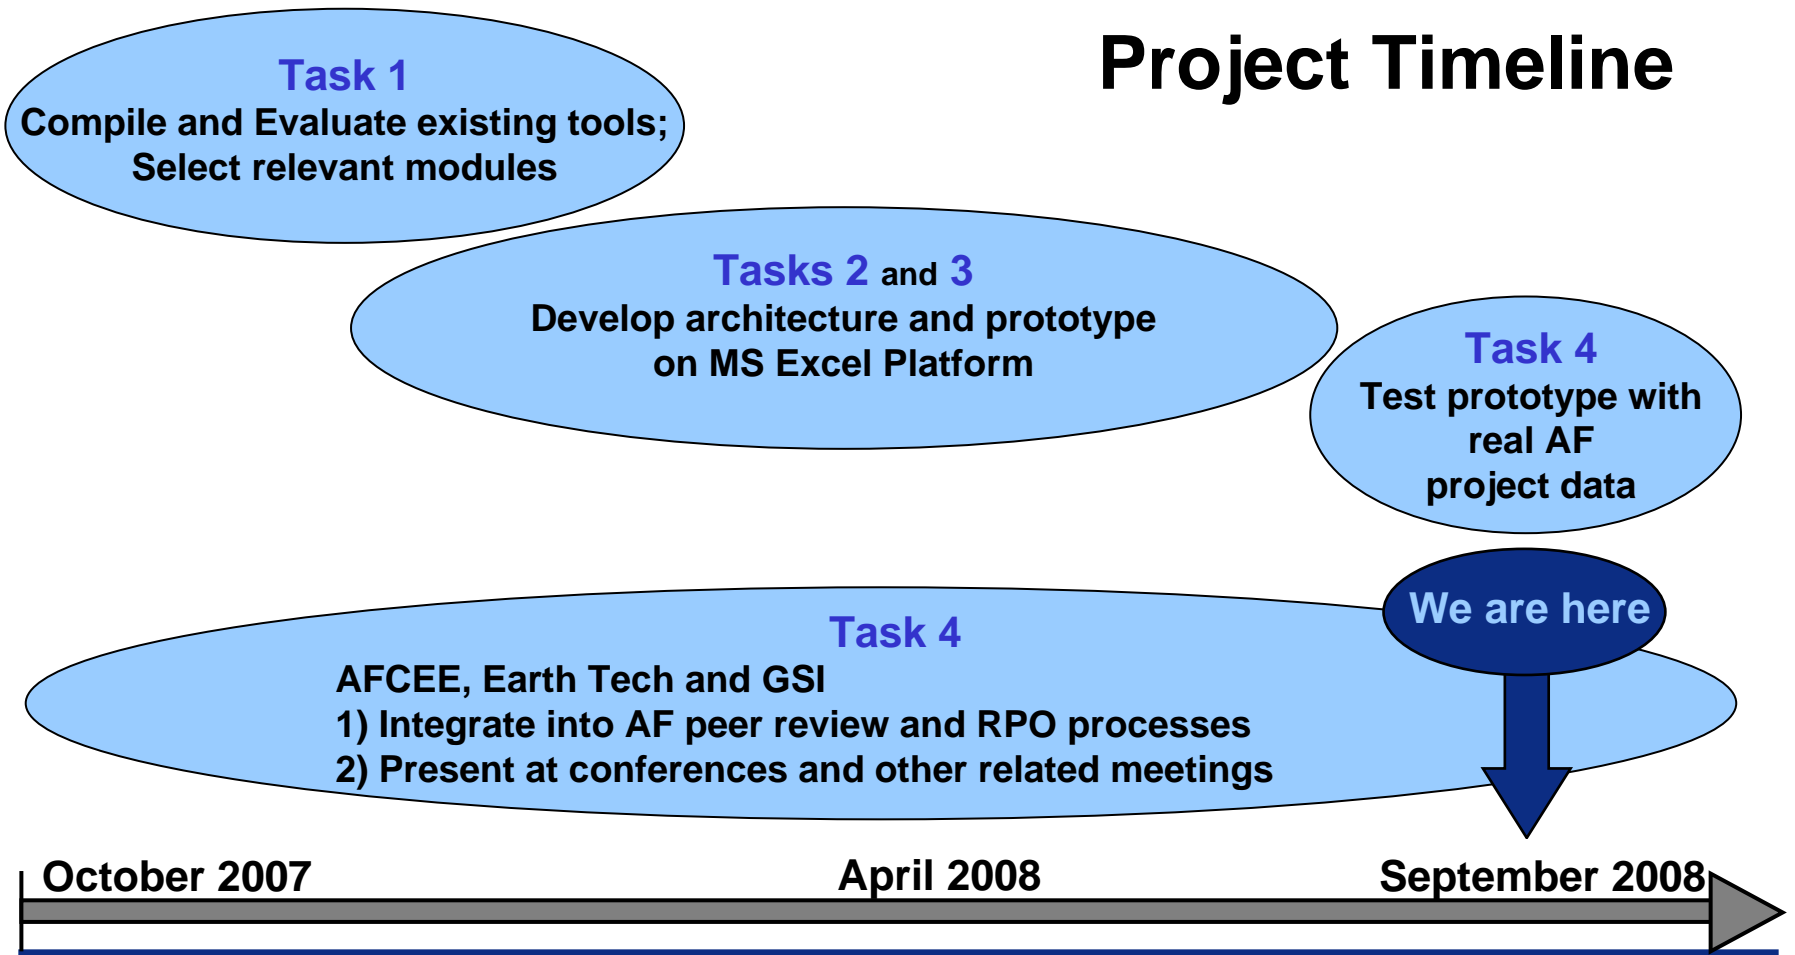 Project Timeline
Task 1
Compile and Evaluate existing tools;
Select relevant modules
Tasks 2 and 3
Develop architecture and prototype
on MS Excel Platform
Task 4
Test prototype with
real AF
project data
We are here
Task 4
AFCEE, Earth Tech and GSI
1) Integrate into AF peer review and RPO processes
2) Present at conferences and other related meetings
October 2007
April 2008
September 2008